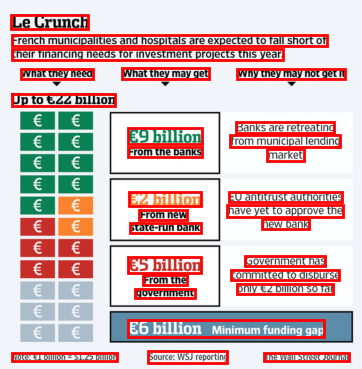 Le Crunch
French municipalities and hospitals are expected to fall short of
their financing needs for investment projects this year
What they need What they may get Why they may not get it
Up to €22 billion
€ €
€ €
€ €
€ €
€ €
€ €
€ €
€ €
€ €
€ €
€ €
€9 billion
From the banks
Banks are retreating
from municipal lending
market
€2 billion
From new
state-run bank
EU antitrust authorities
have yet to approve the
new bank
€5 billion
From the
government
Government has
committed to disburse
only €2 billion so far
€6 billion Minimum funding gap
Note: €1 billion = $1.25 billion Source: WSJ reporting The Wall Street Journal